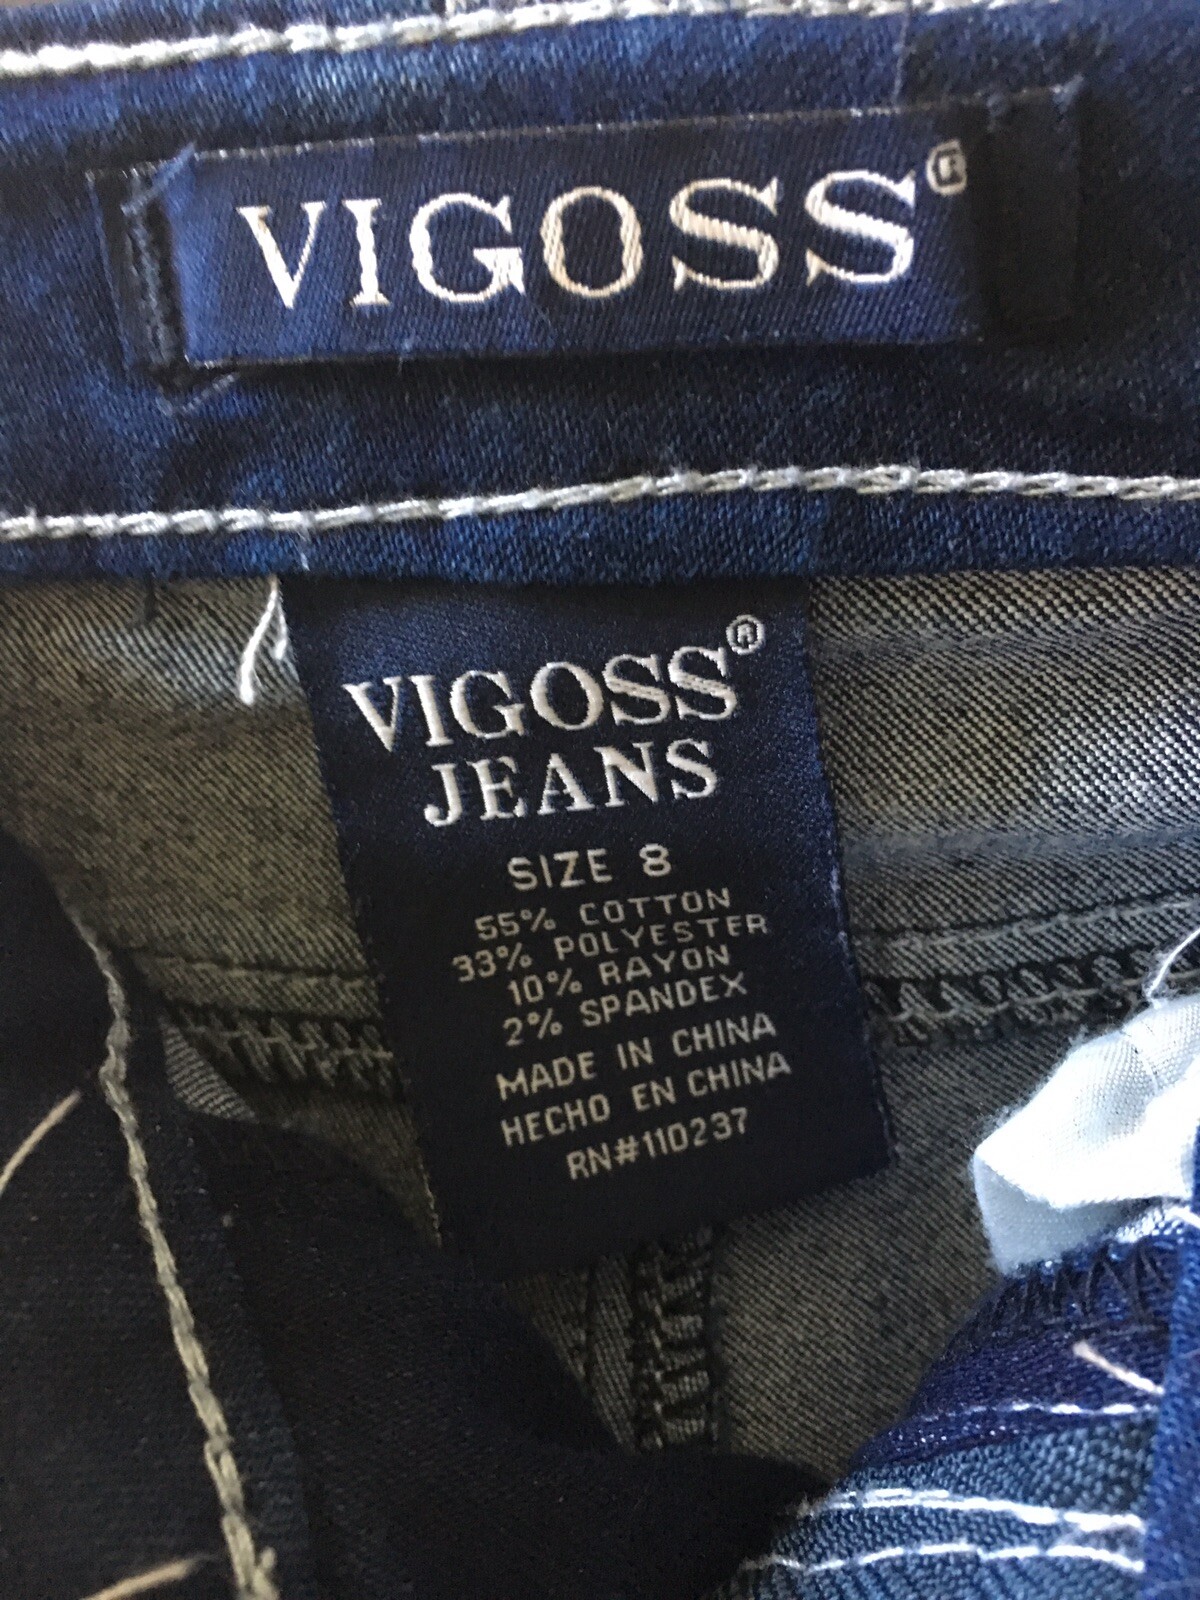 VIGOSS®
VIGOSS®
JEANS
SIZE 8
55% COTTON
33% POLYESTER
10% RAYON
2% SPANDEX
MADE IN CHINA
HECHO EN CHINA
RN#110237